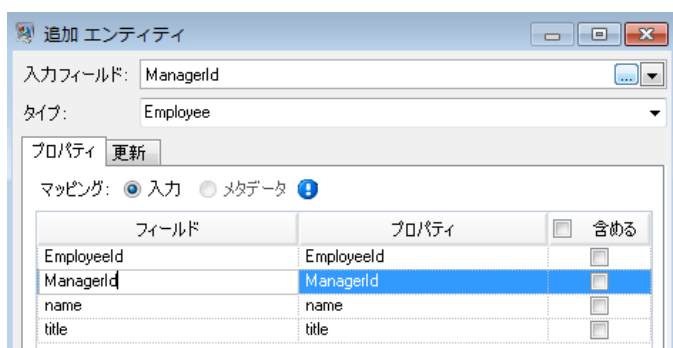 追加 エンティティ
入力フィールド: ManagerId ...
タイプ: Employee
プロパティ 更新
マッピング: 入力 メタデータ
フィールド プロパティ 含める
EmployeeId EmployeeId
ManagerId ManagerId
name name
title title